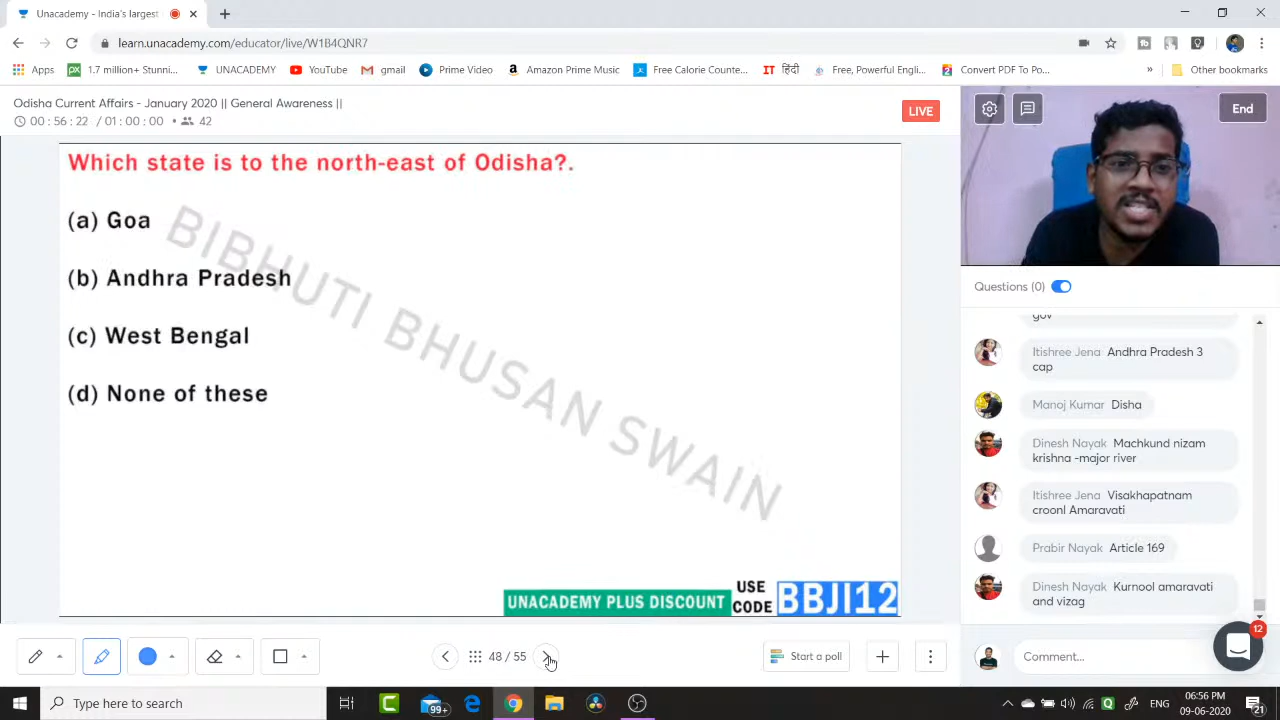 Unacademy - India's largest
learn.unacademy.com/educator/live/W1B4QNR7
Apps 1.7 million+ Stunni... UNACADEMY YouTube gmail Prime Video Amazon Prime Music Free Calorie Counte... IT हिंदी Free, Powerful Engli... Convert PDF To Po... » Other bookmarks
Odisha Current Affairs - January 2020 || General Awareness ||
00 : 56 : 22 / 01 : 00 : 00 • 42
LIVE
End
Which state is to the north-east of Odisha?.
(a) Goa
(b) Andhra Pradesh
(c) West Bengal
(d) None of these
BIBHUTI BHUSAN SWAIN
UNACADEMY PLUS DISCOUNT USE CODE BBJI12
Questions (0)
gov
Itishree Jena Andhra Pradesh 3
cap
Manoj Kumar Disha
Dinesh Nayak Machkund nizam
krishna -major river
Itishree Jena Visakhapatnam
croonl Amaravati
Prabir Nayak Article 169
Dinesh Nayak Kurnool amaravati
and vizag
12
48 / 55
Start a poll
Comment...
Type here to search
99+
06:56 PM
09-06-2020
21